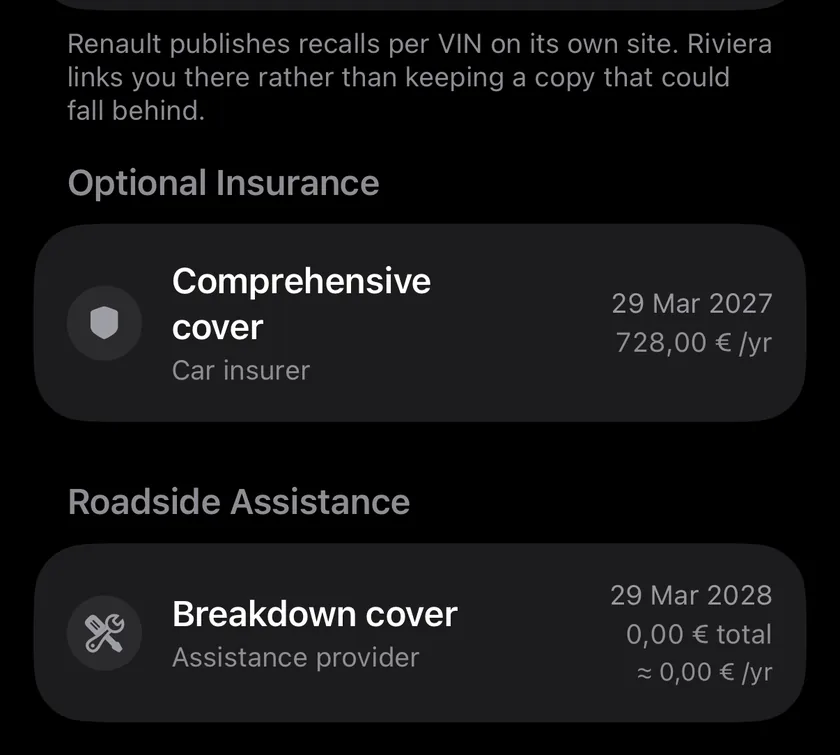 Renault publishes recalls per VIN on its own site. Riviera
links you there rather than keeping a copy that could
fall behind.
Optional Insurance
Comprehensive
cover
Car insurer
29 Mar 2027
728,00 € /yr
Roadside Assistance
Breakdown cover
Assistance provider
29 Mar 2028
0,00 € total
≈ 0,00 € /yr